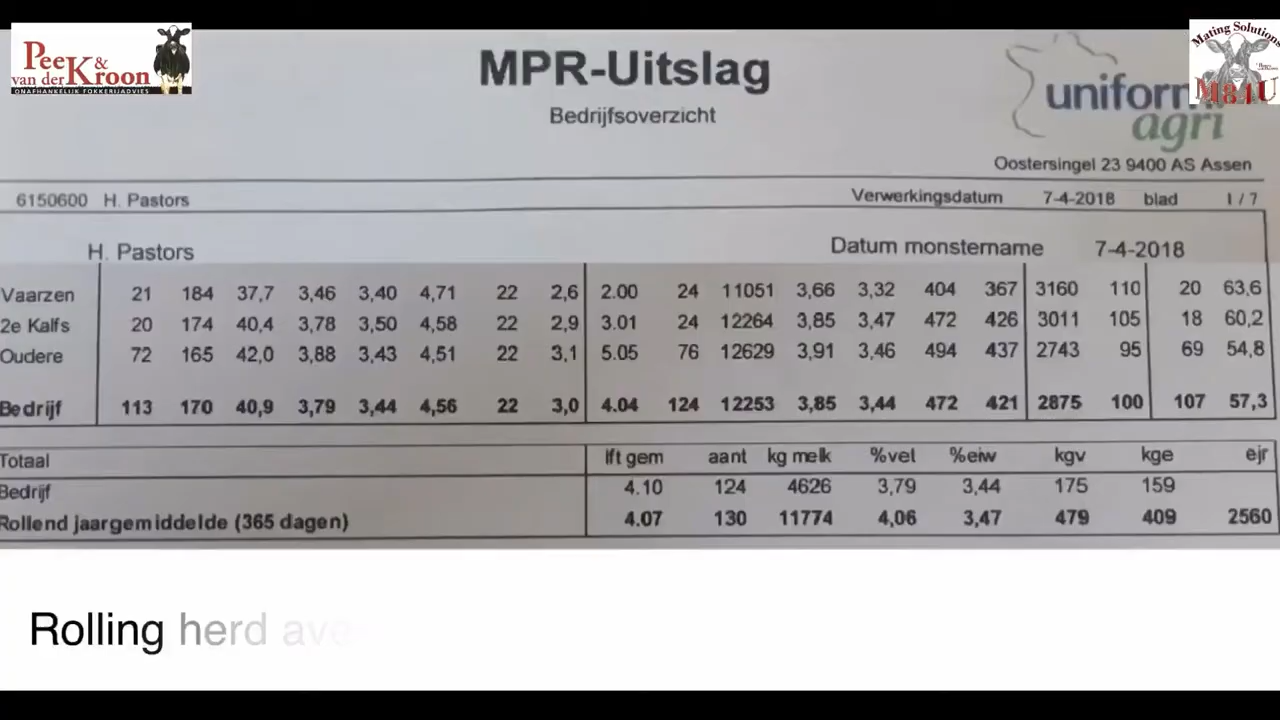 Pee &
van der Kroon
ONAFHANKELIJK FOKKERIJADVIES
Mating Solutions
M84U
MPR-Uitslag
Bedrijfsoverzicht
uniform
agri
Oostersingel 23 9400 AS Assen
6150600 H. Pastors Verwerkingsdatum 7-4-2018 blad 1 / 7
H. Pastors Datum monstername 7-4-2018
Vaarzen 21 184 37,7 3,46 3,40 4,71 22 2,6 2.00 24 11051 3,66 3,32 404 367 3160 110 20 63,6
2e Kalfs 20 174 40,4 3,78 3,50 4,58 22 2,9 3.01 24 12264 3,85 3,47 472 426 3011 105 18 60,2
Oudere 72 165 42,0 3,88 3,43 4,51 22 3,1 5.05 76 12629 3,91 3,46 494 437 2743 95 69 54,8
Bedrijf 113 170 40,9 3,79 3,44 4,56 22 3,0 4.04 124 12253 3,85 3,44 472 421 2875 100 107 57,3
Totaal lft gem aant kg melk %vet %eiw kgv kge ejr
Bedrijf 4.10 124 4626 3,79 3,44 175 159
Rollend jaargemiddelde (365 dagen) 4.07 130 11774 4,06 3,47 479 409 2560
Rolling herd ave